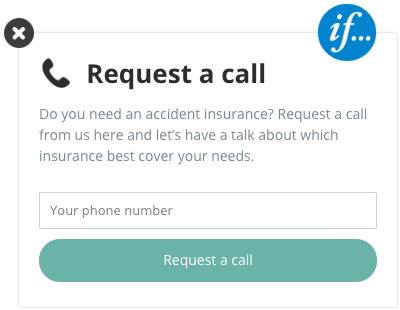 if...
Request a call
Do you need an accident insurance? Request a call
from us here and let's have a talk about which
insurance best cover your needs.
Your phone number
Request a call